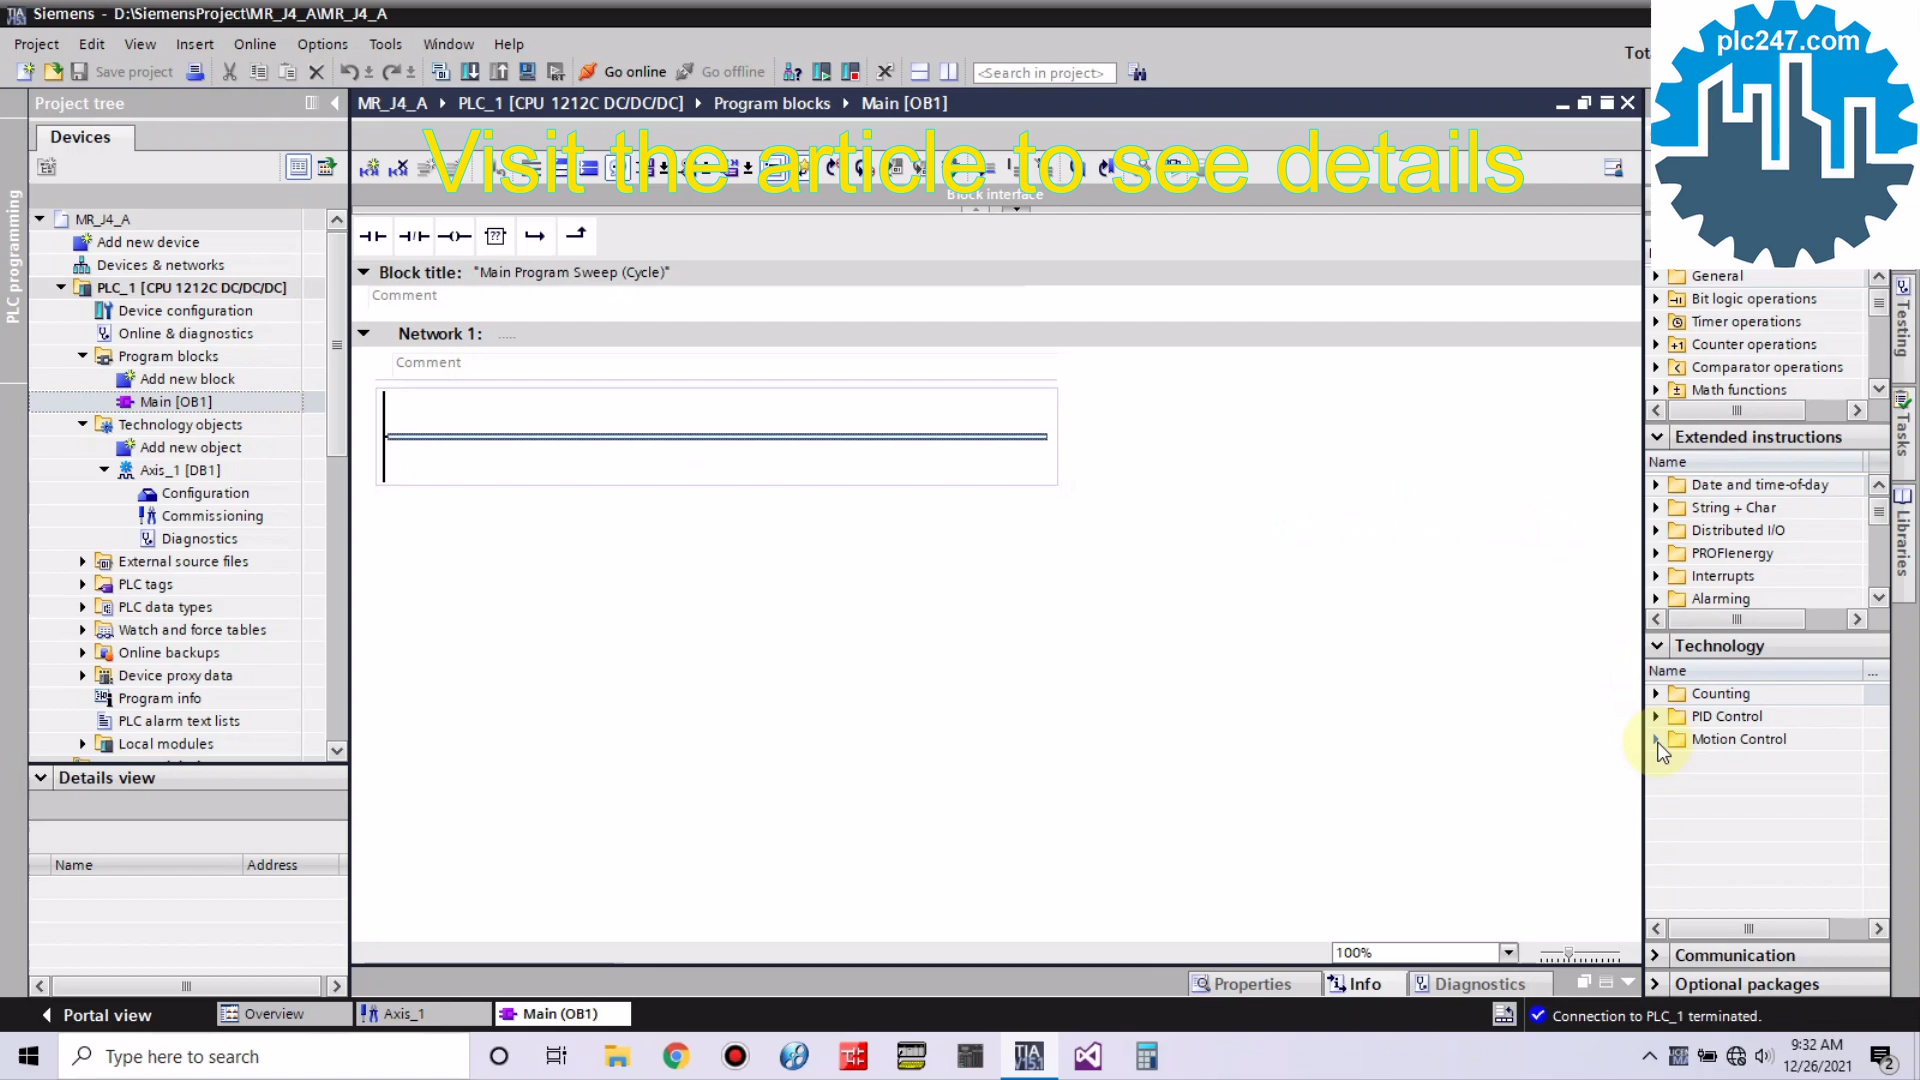 Siemens - D:\SiemensProject\MR_J4_A\MR_J4_A
Project Edit View Insert Online Options Tools Window Help
Tot
Save project
Go online
Go offline
<Search in project>
plc247.com
Project tree
MR_J4_A PLC_1 [CPU 1212C DC/DC/DC] Program blocks Main [OB1]
Devices
Visit the article to see details
Block interface
PLC programming
MR_J4_A
Add new device
Devices & networks
PLC_1 [CPU 1212C DC/DC/DC]
Device configuration
Online & diagnostics
Program blocks
Add new block
Main [OB1]
Technology objects
Add new object
Axis_1 [DB1]
Configuration
Commissioning
Diagnostics
External source files
PLC tags
PLC data types
Watch and force tables
Online backups
Device proxy data
Program info
PLC alarm text lists
Local modules
Details view
Name Address
??
Block title: "Main Program Sweep (Cycle)"
Comment
Network 1: .....
Comment
100%
Properties Info Diagnostics
General
Bit logic operations
Timer operations
Counter operations
Comparator operations
Math functions
Extended instructions
Name
Date and time-of-day
String + Char
Distributed I/O
PROFIenergy
Interrupts
Alarming
Technology
Name ...
Counting
PID Control
Motion Control
Communication
Optional packages
Testing
Tasks
Libraries
Portal view Overview Axis_1 Main (OB1)
Connection to PLC_1 terminated.
Type here to search
TIA
V15.1
9:32 AM
12/26/2021
2